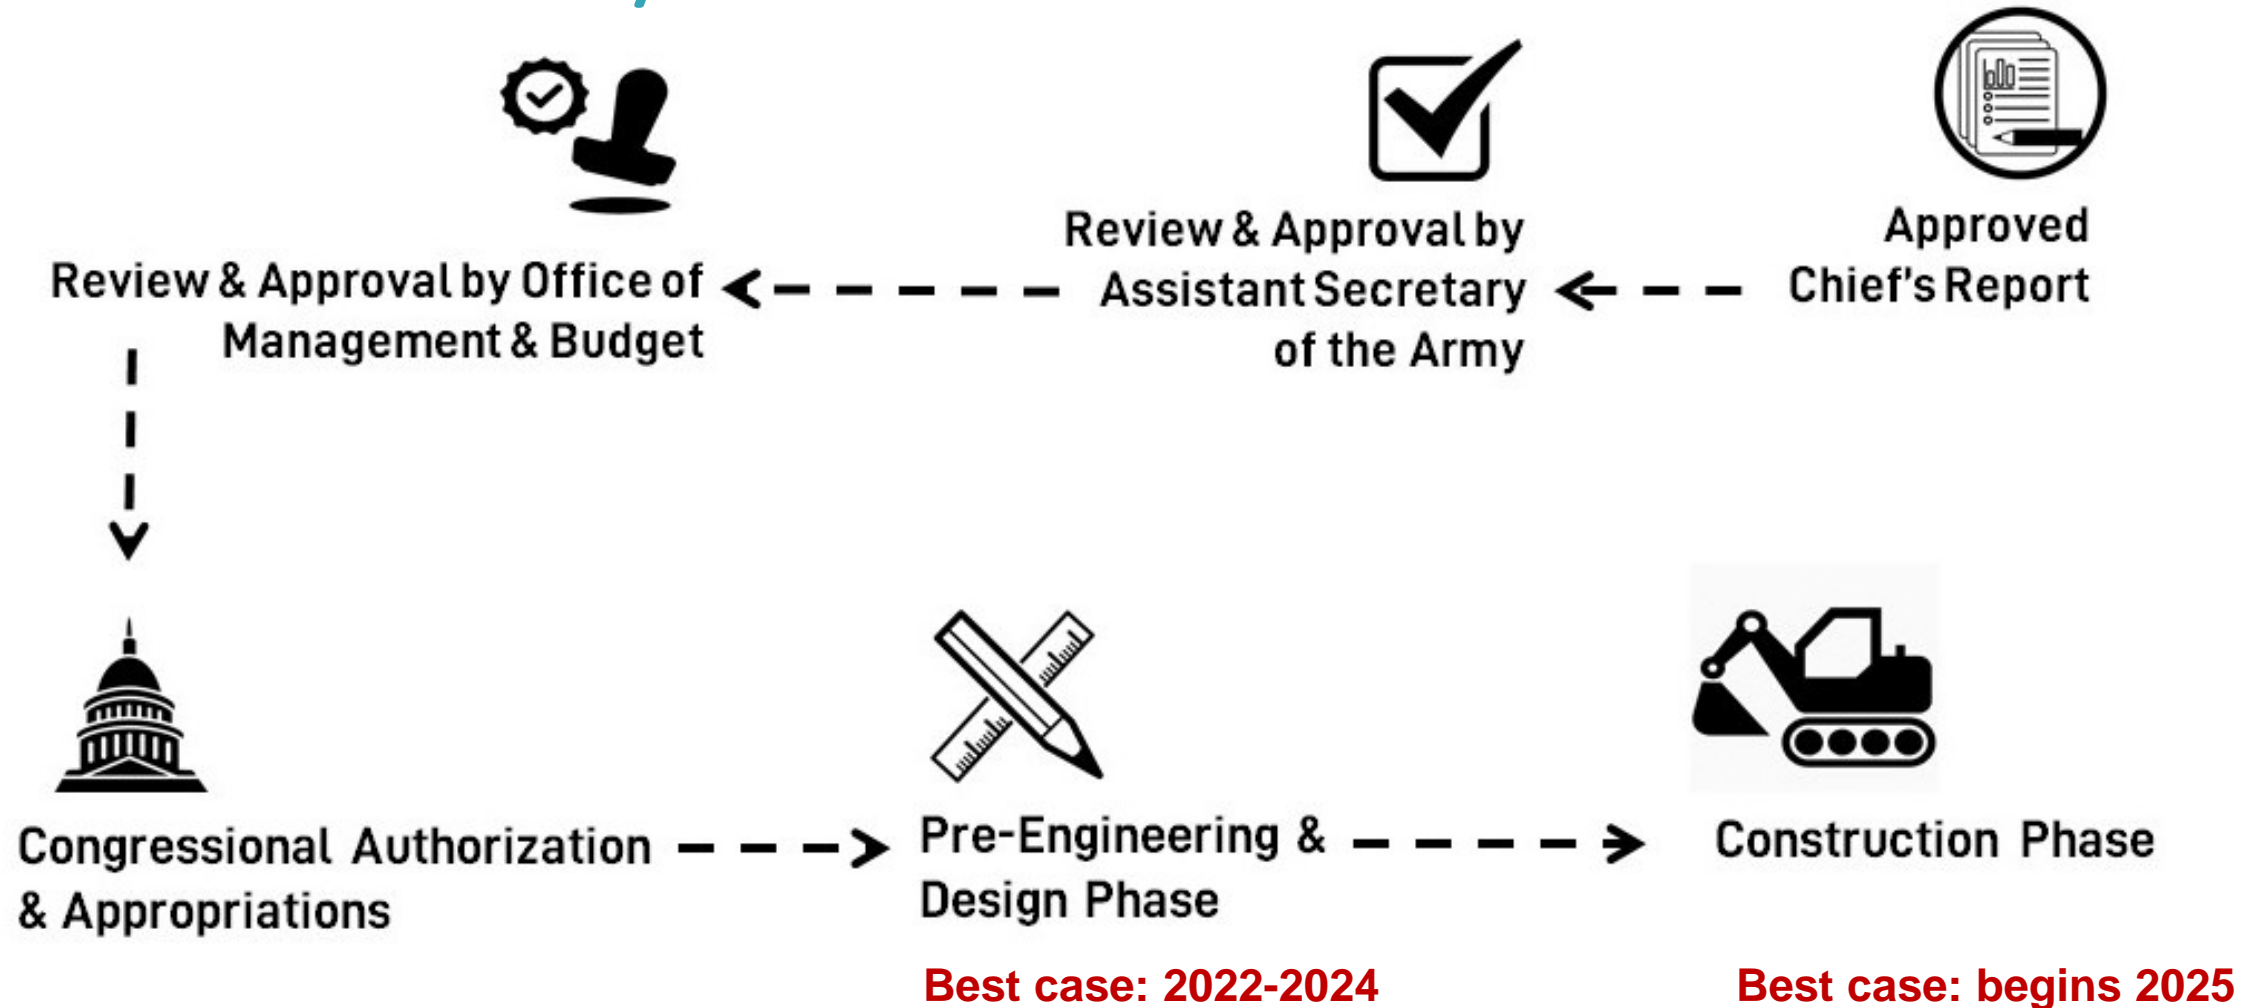 Approved
Chief's Report
Review & Approval by
Assistant Secretary
of the Army
Review & Approval by Office of
Management & Budget
Congressional Authorization
& Appropriations
Pre-Engineering &
Design Phase
Best case: 2022-2024
Construction Phase
Best case: begins 2025